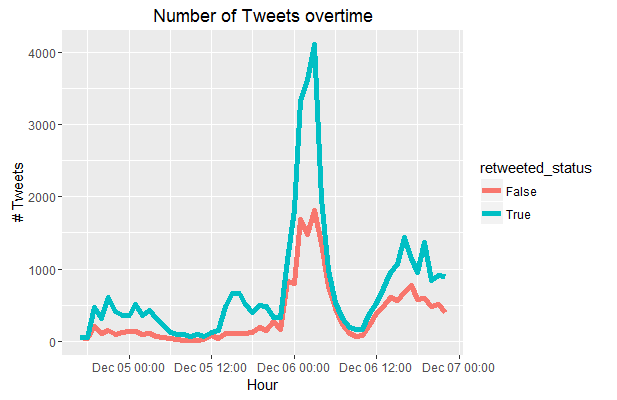 Number of Tweets overtime
# Tweets
4000
3000
2000
1000
0
Dec 05 00:00
Dec 05 12:00
Dec 06 00:00
Dec 06 12:00
Dec 07 00:00
Hour
retweeted_status
False
True